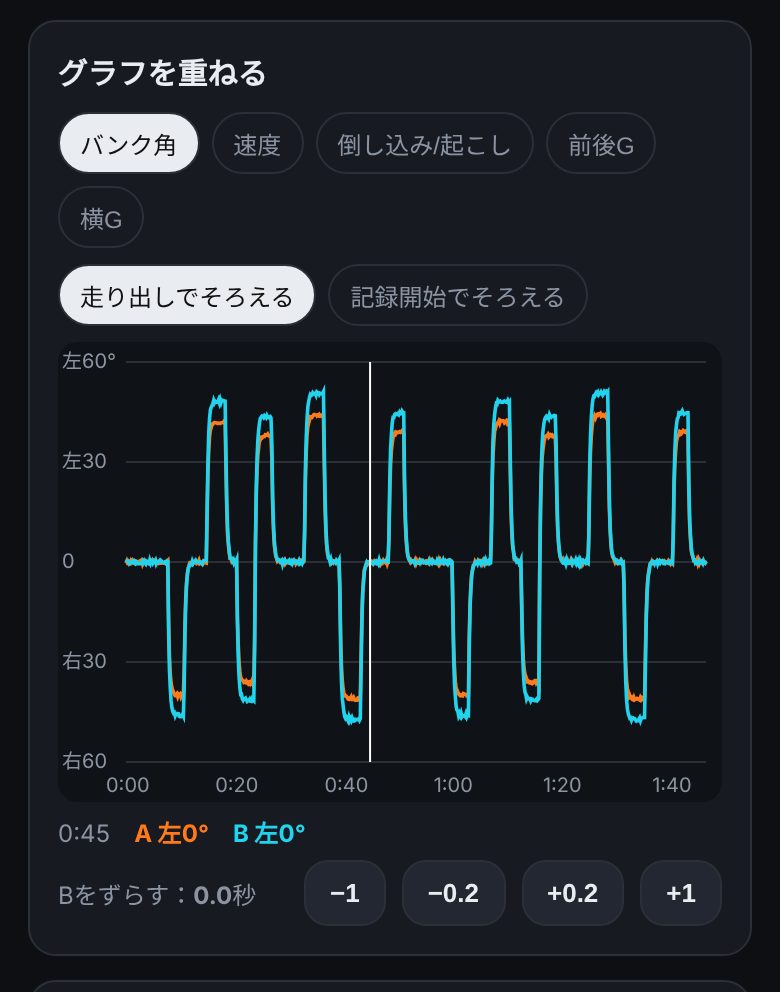 グラフを重ねる
バンク角 速度 倒し込み/起こし 前後G
横G
走り出しでそろえる 記録開始でそろえる
左60°
左30
0
右30
右60
0:00 0:20 0:40 1:00 1:20 1:40
0:45 A 左0° B 左0°
Bをずらす：0.0秒 −1 −0.2 +0.2 +1